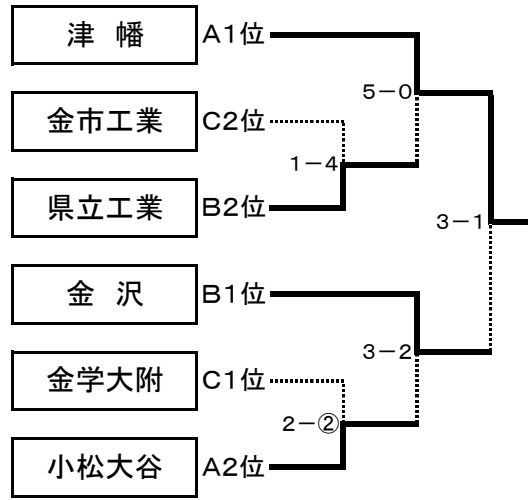 津 幡 A1位
5-0
金市工業 C2位
1-4
県立工業 B2位
3-1
金 沢 B1位
3-2
金学大附 C1位
2-②
小松大谷 A2位